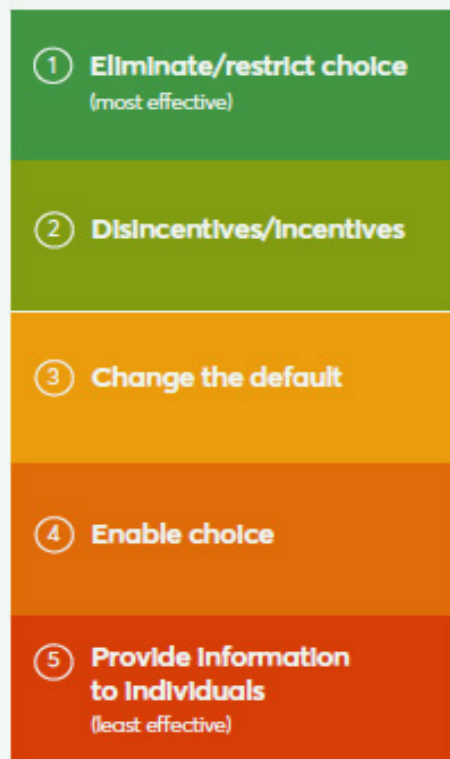 1 Eliminate/restrict choice
(most effective)
2 Disincentives/incentives
3 Change the default
4 Enable choice
5 Provide information
to individuals
(least effective)